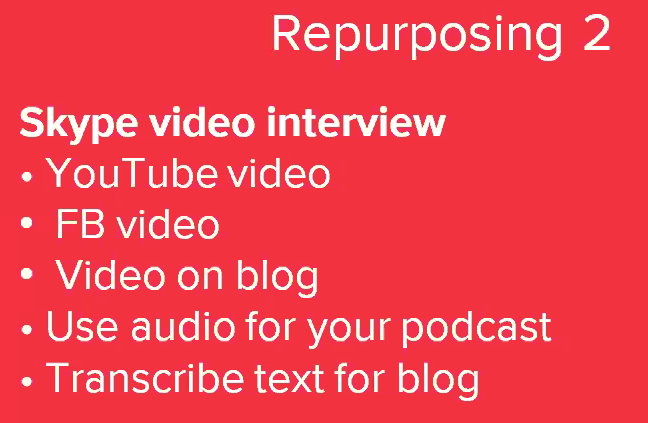 Repurposing 2
Skype video interview
• YouTube video
• FB video
• Video on blog
• Use audio for your podcast
• Transcribe text for blog